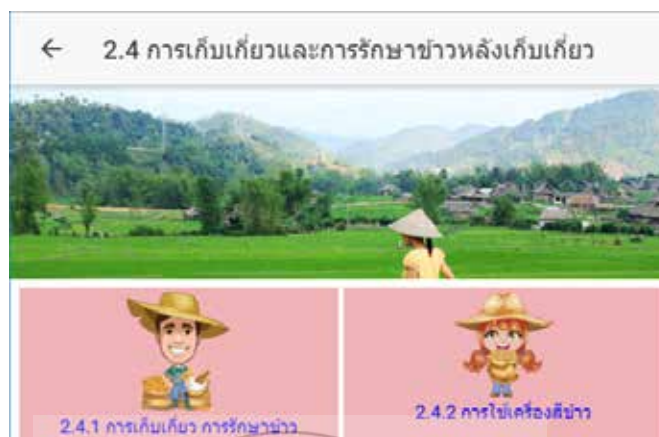 2.4 การเก็บเกี่ยวและการรักษาข้าวหลังเก็บเกี่ยว
2.4.1 การเก็บเกี่ยว การรักษาข้าว
2.4.2 การใช้เครื่องสีข้าว